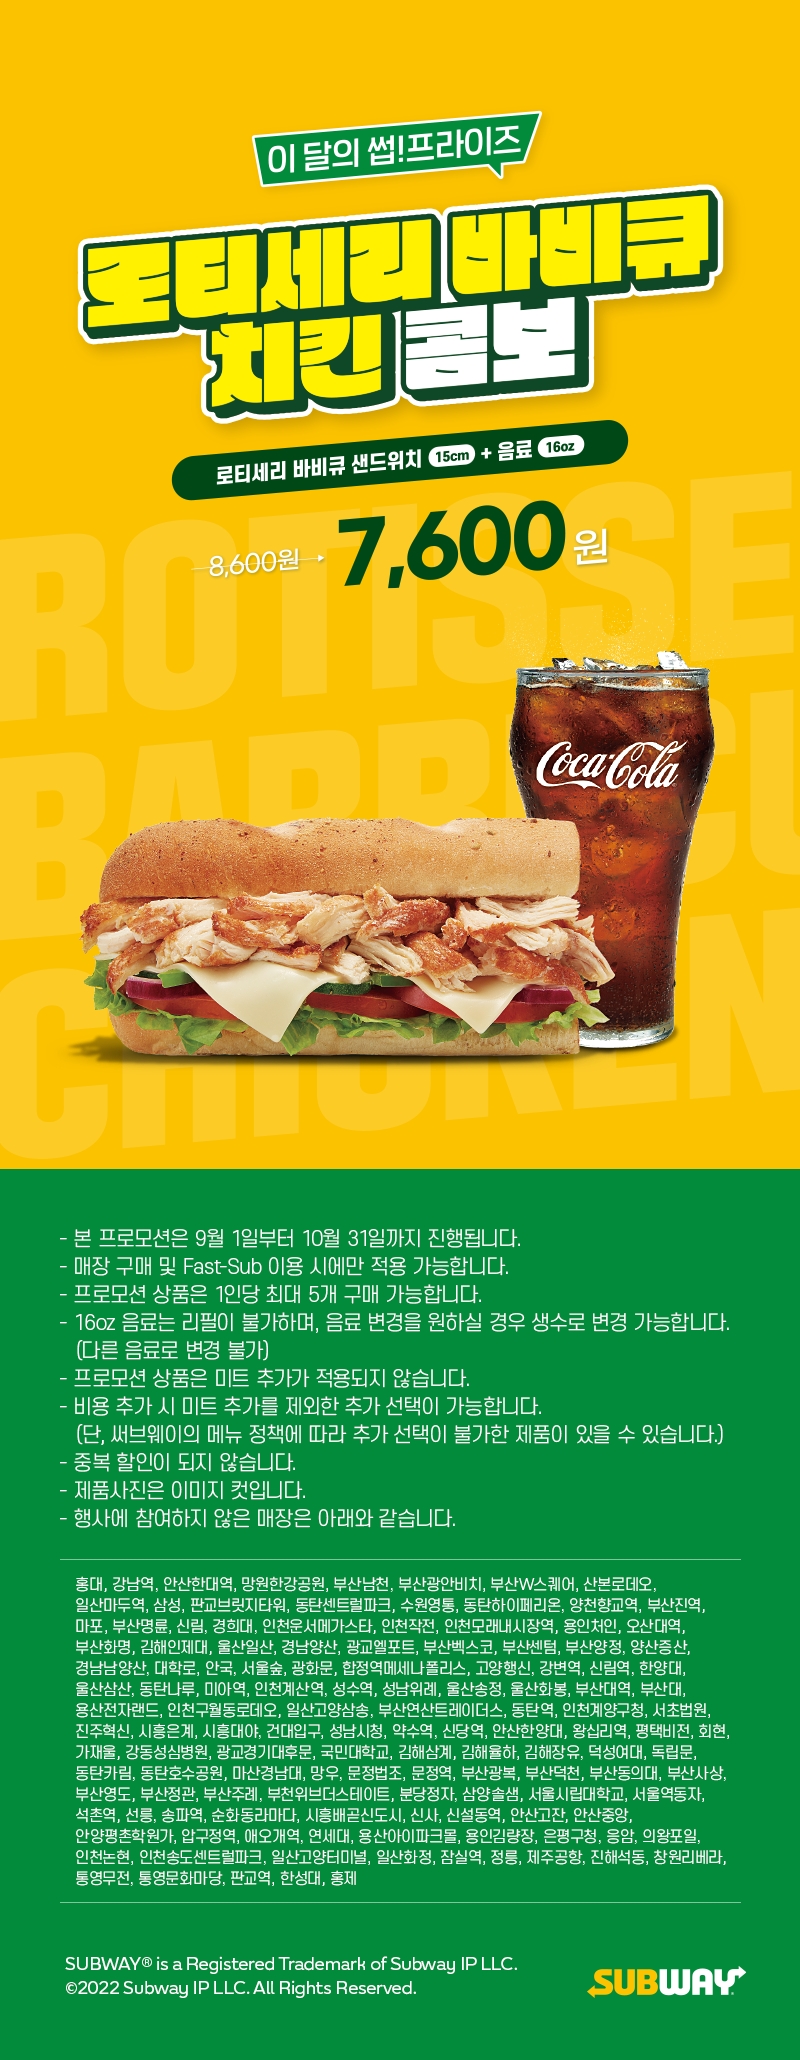 이 달의 썹!프라이즈
로티세리 바비큐
치킨 콤보
로티세리 바비큐 샌드위치 15cm + 음료 16oz
8,600원 → 7,600원
ROTISSE
BARBECU
CHICKEN
Coca-Cola
- 본 프로모션은 9월 1일부터 10월 31일까지 진행됩니다.
- 매장 구매 및 Fast-Sub 이용 시에만 적용 가능합니다.
- 프로모션 상품은 1인당 최대 5개 구매 가능합니다.
- 16oz 음료는 리필이 불가하며, 음료 변경을 원하실 경우 생수로 변경 가능합니다.
(다른 음료로 변경 불가)
- 프로모션 상품은 미트 추가가 적용되지 않습니다.
- 비용 추가 시 미트 추가를 제외한 추가 선택이 가능합니다.
(단, 써브웨이의 메뉴 정책에 따라 추가 선택이 불가한 제품이 있을 수 있습니다.)
- 중복 할인이 되지 않습니다.
- 제품사진은 이미지 컷입니다.
- 행사에 참여하지 않은 매장은 아래와 같습니다.
홍대, 강남역, 안산한대역, 망원한강공원, 부산남천, 부산광안비치, 부산W스퀘어, 산본로데오,
일산마두역, 삼성, 판교브릿지타워, 동탄센트럴파크, 수원영통, 동탄하이페리온, 양천향교역, 부산진역,
마포, 부산명륜, 신림, 경희대, 인천운서메가스타, 인천작전, 인천모래내시장역, 용인처인, 오산대역,
부산화명, 김해인제대, 울산일산, 경남양산, 광교엘포트, 부산벡스코, 부산센텀, 부산양정, 양산증산,
경남남양산, 대학로, 안국, 서울숲, 광화문, 합정역메세나폴리스, 고양행신, 강변역, 신림역, 한양대,
울산삼산, 동탄나루, 미아역, 인천계산역, 성수역, 성남위례, 울산송정, 울산화봉, 부산대역, 부산대,
용산전자랜드, 인천구월동로데오, 일산고양삼송, 부산연산트레이더스, 동탄역, 인천계양구청, 서초법원,
진주혁신, 시흥은계, 시흥대야, 건대입구, 성남시청, 약수역, 신당역, 안산한양대, 왕십리역, 평택비전, 회현,
가재울, 강동성심병원, 광교경기대후문, 국민대학교, 김해삼계, 김해율하, 김해장유, 덕성여대, 독립문,
동탄카림, 동탄호수공원, 마산경남대, 망우, 문정법조, 문정역, 부산광복, 부산덕천, 부산동의대, 부산사상,
부산영도, 부산정관, 부산주례, 부천위브더스테이트, 분당정자, 삼양솔샘, 서울시립대학교, 서울역동자,
석촌역, 선릉, 송파역, 순화동라마다, 시흥배곧신도시, 신사, 신설동역, 안산고잔, 안산중앙,
안양평촌학원가, 압구정역, 애오개역, 연세대, 용산아이파크몰, 용인김량장, 은평구청, 응암, 의왕포일,
인천논현, 인천송도센트럴파크, 일산고양터미널, 일산화정, 잠실역, 정릉, 제주공항, 진해석동, 창원리베라,
통영무전, 통영문화마당, 판교역, 한성대, 홍제
SUBWAY® is a Registered Trademark of Subway IP LLC.
©2022 Subway IP LLC. All Rights Reserved.
SUBWAY